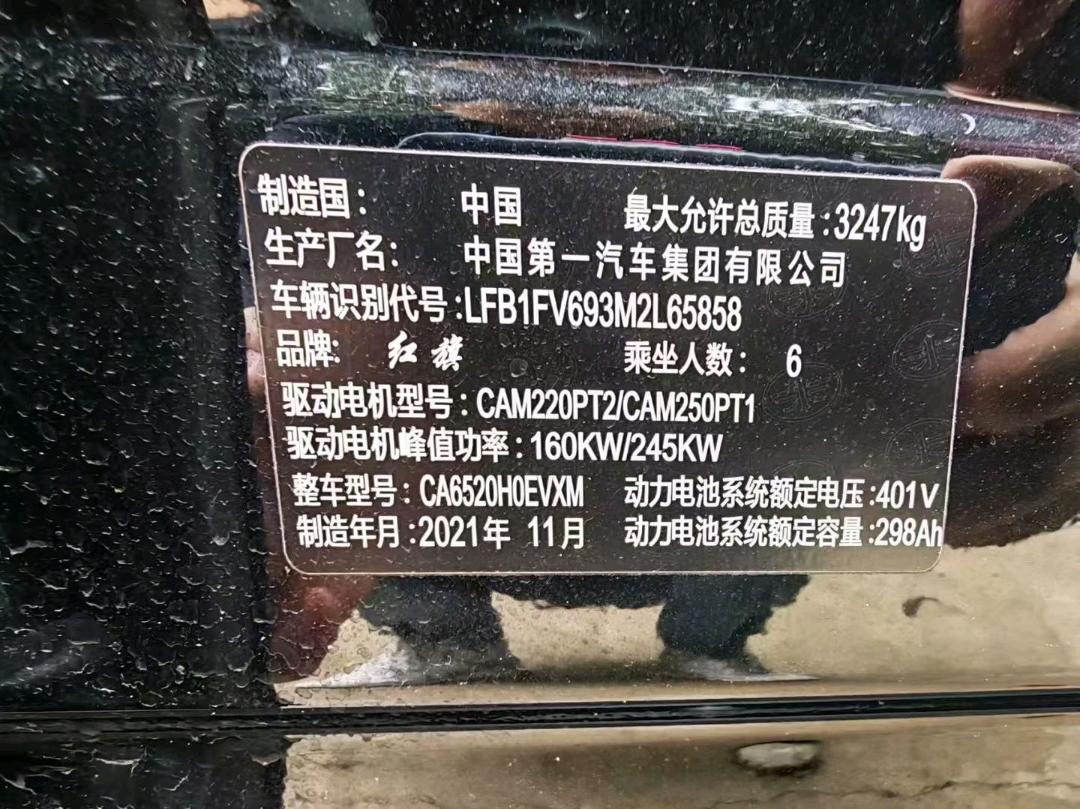 制造国： 中国 最大允许总质量：3247kg
生产厂名： 中国第一汽车集团有限公司
车辆识别代号：LFB1FV693M2L65858
品牌： 红旗 乘坐人数： 6
驱动电机型号：CAM220PT2/CAM250PT1
驱动电机峰值功率：160KW/245KW
整车型号：CA6520H0EVXM 动力电池系统额定电压：401V
制造年月：2021年 11月 动力电池系统额定容量：298Ah